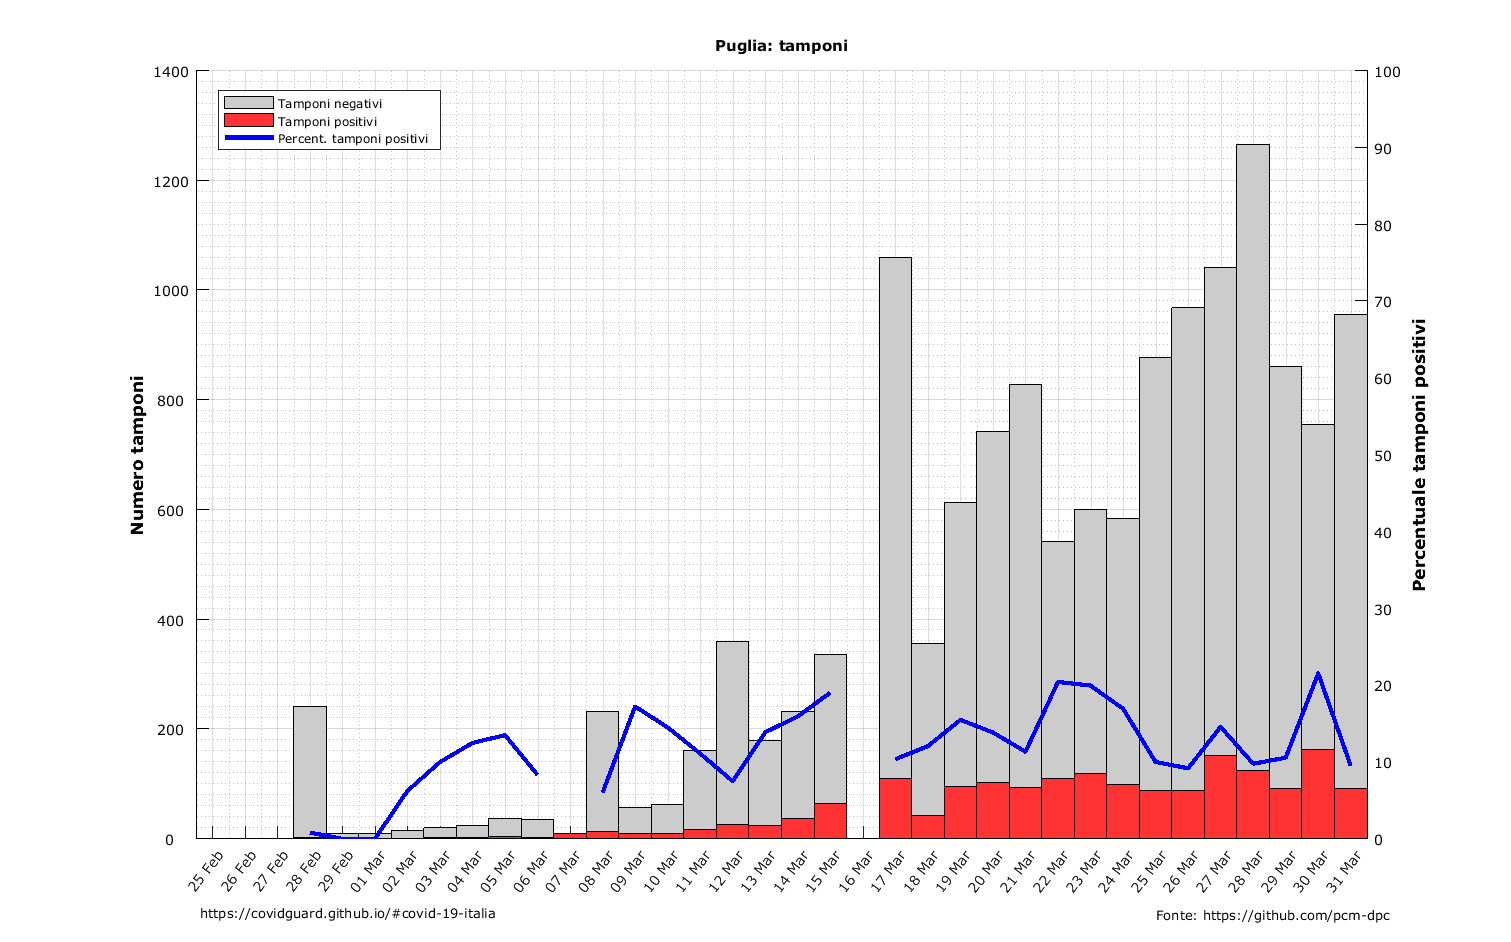 Puglia: tamponi
1400
1200
1000
800
600
400
200
0
Numero tamponi
Tamponi negativi
Tamponi positivi
Percent. tamponi positivi
100
90
80
70
60
50
40
30
20
10
0
Percentuale tamponi positivi
25 Feb
26 Feb
27 Feb
28 Feb
29 Feb
01 Mar
02 Mar
03 Mar
04 Mar
05 Mar
06 Mar
07 Mar
08 Mar
09 Mar
10 Mar
11 Mar
12 Mar
13 Mar
14 Mar
15 Mar
16 Mar
17 Mar
18 Mar
19 Mar
20 Mar
21 Mar
22 Mar
23 Mar
24 Mar
25 Mar
26 Mar
27 Mar
28 Mar
29 Mar
30 Mar
31 Mar
https://covidguard.github.io/#covid-19-italia
Fonte: https://github.com/pcm-dpc